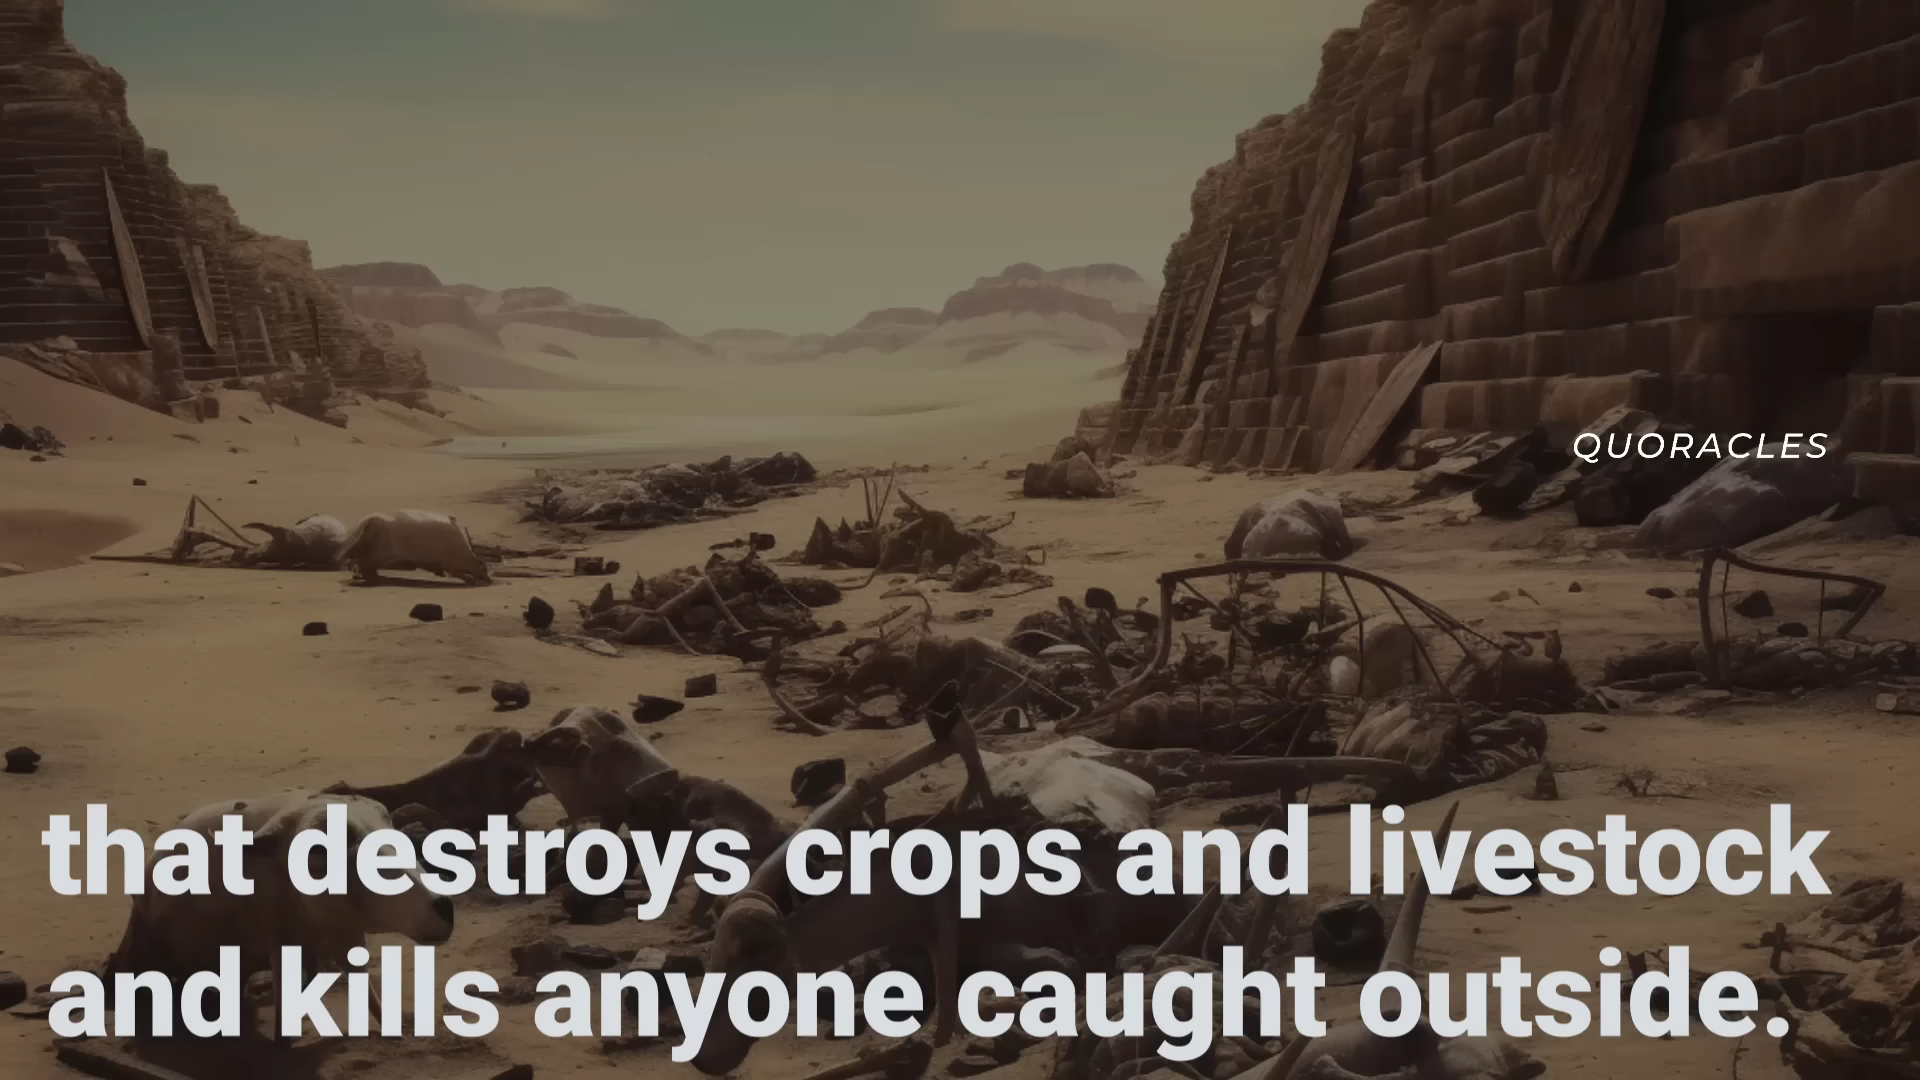 QUORACLES
that destroys crops and livestock
and kills anyone caught outside.